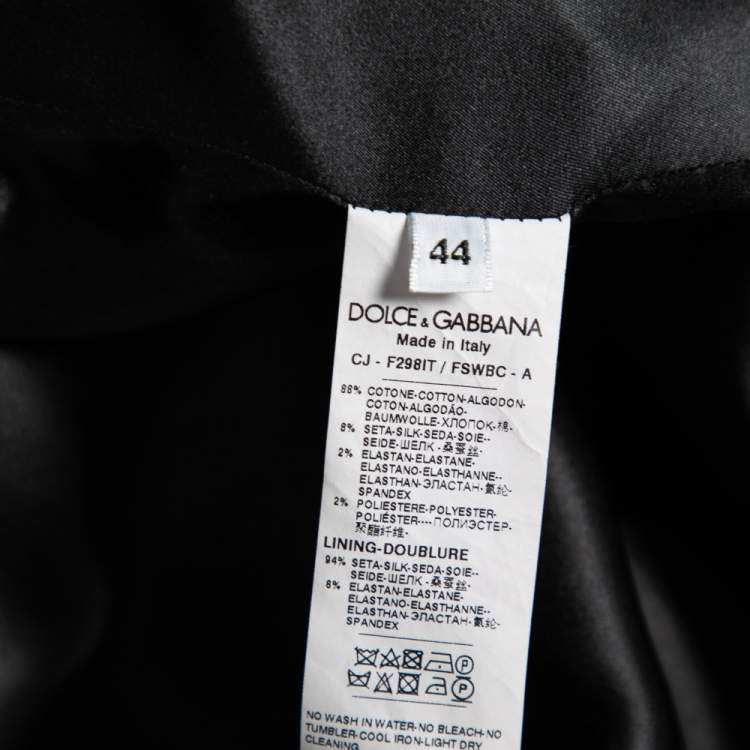 44
DOLCE & GABBANA
Made in Italy
CJ - F298IT / FSWBC - A
88% COTONE-COTTON-ALGODON-
COTON-ALGODÃO-
BAUMWOLLE-ХЛОПОК-棉-
8% SETA-SILK-SEDA-SOIE--
SEIDE-ШЕЛК -桑蚕丝-
2% ELASTAN-ELASTANE-
ELASTANO-ELASTHANNE--
ELASTHAN-ЭЛАСТАН-氨纶-
SPANDEX
2% POLIESTERE-POLYESTER-
POLIÉSTER----ПОЛИЭСТЕР-
聚酯纤维-
LINING-DOUBLURE
94% SETA-SILK-SEDA-SOIE--
SEIDE-ШЕЛК -桑蚕丝-
6% ELASTAN-ELASTANE-
ELASTANO-ELASTHANNE--
ELASTHAN-ЭЛАСТАН-氨纶-
SPANDEX
P
P
NO WASH IN WATER-NO BLEACH-NO
TUMBLER-COOL IRON-LIGHT DRY
CLEANING